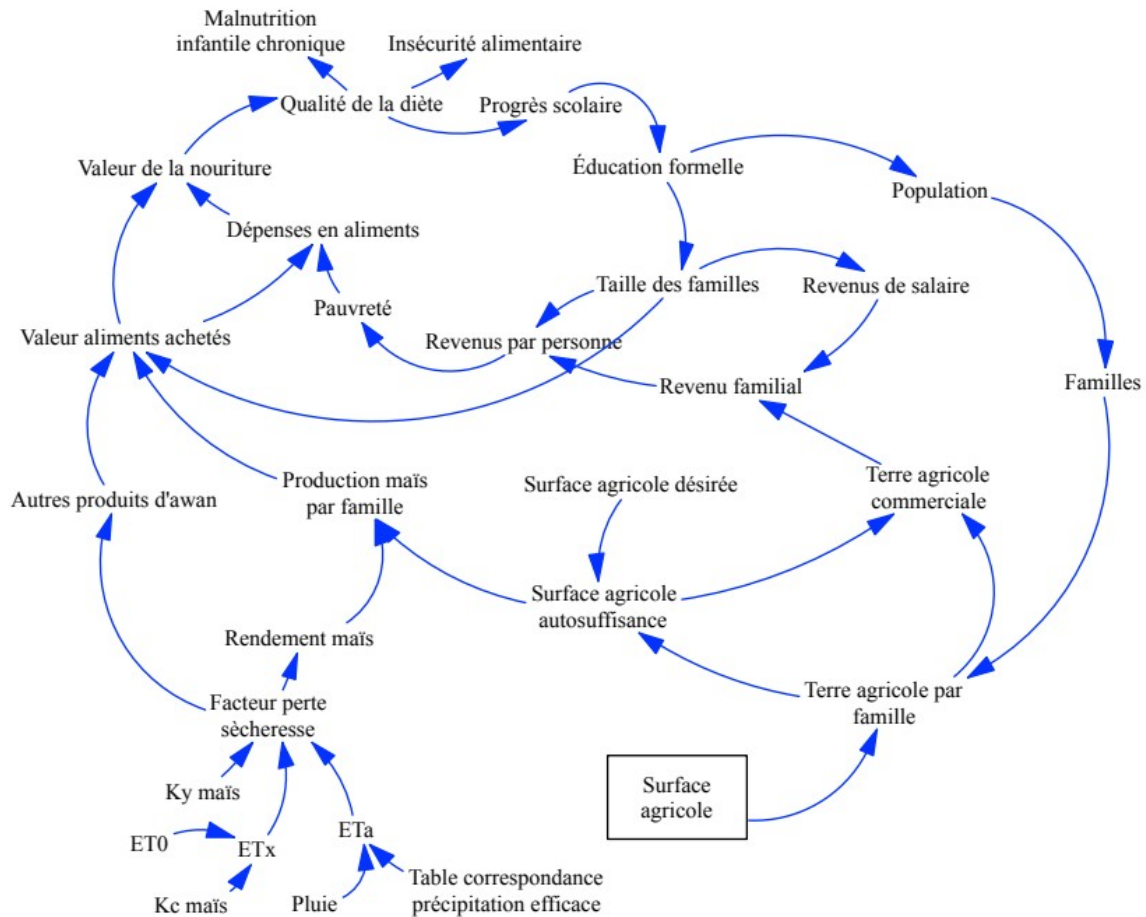 Malnutrition
infantile chronique
Insécurité alimentaire
Qualité de la diète
Progrès scolaire
Valeur de la nouriture
Éducation formelle
Population
Dépenses en aliments
Taille des familles
Revenus de salaire
Pauvreté
Valeur aliments achetés
Revenus par personne
Revenu familial
Familles
Autres produits d'awan
Production maïs
par famille
Surface agricole désirée
Terre agricole
commerciale
Surface agricole
autosuffisance
Rendement maïs
Facteur perte
sècheresse
Terre agricole par
famille
Surface
agricole
Ky maïs
ET0
ETx
ETa
Kc maïs
Pluie
Table correspondance
précipitation efficace